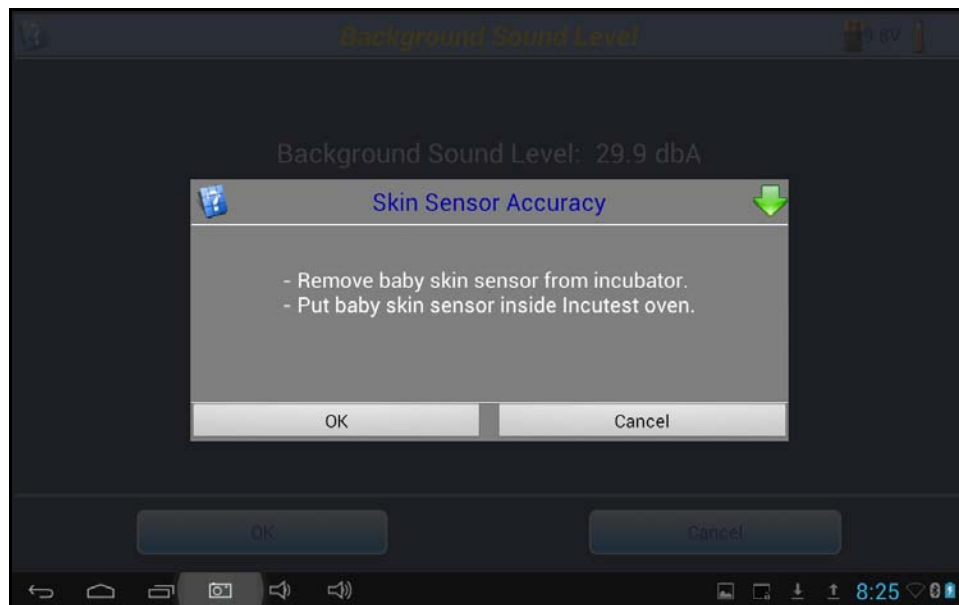 Background Sound Level
9.8V
Background Sound Level: 29.9 dbA
Skin Sensor Accuracy
- Remove baby skin sensor from incubator.
- Put baby skin sensor inside Incutest oven.
OK
Cancel
OK
Cancel
8:25